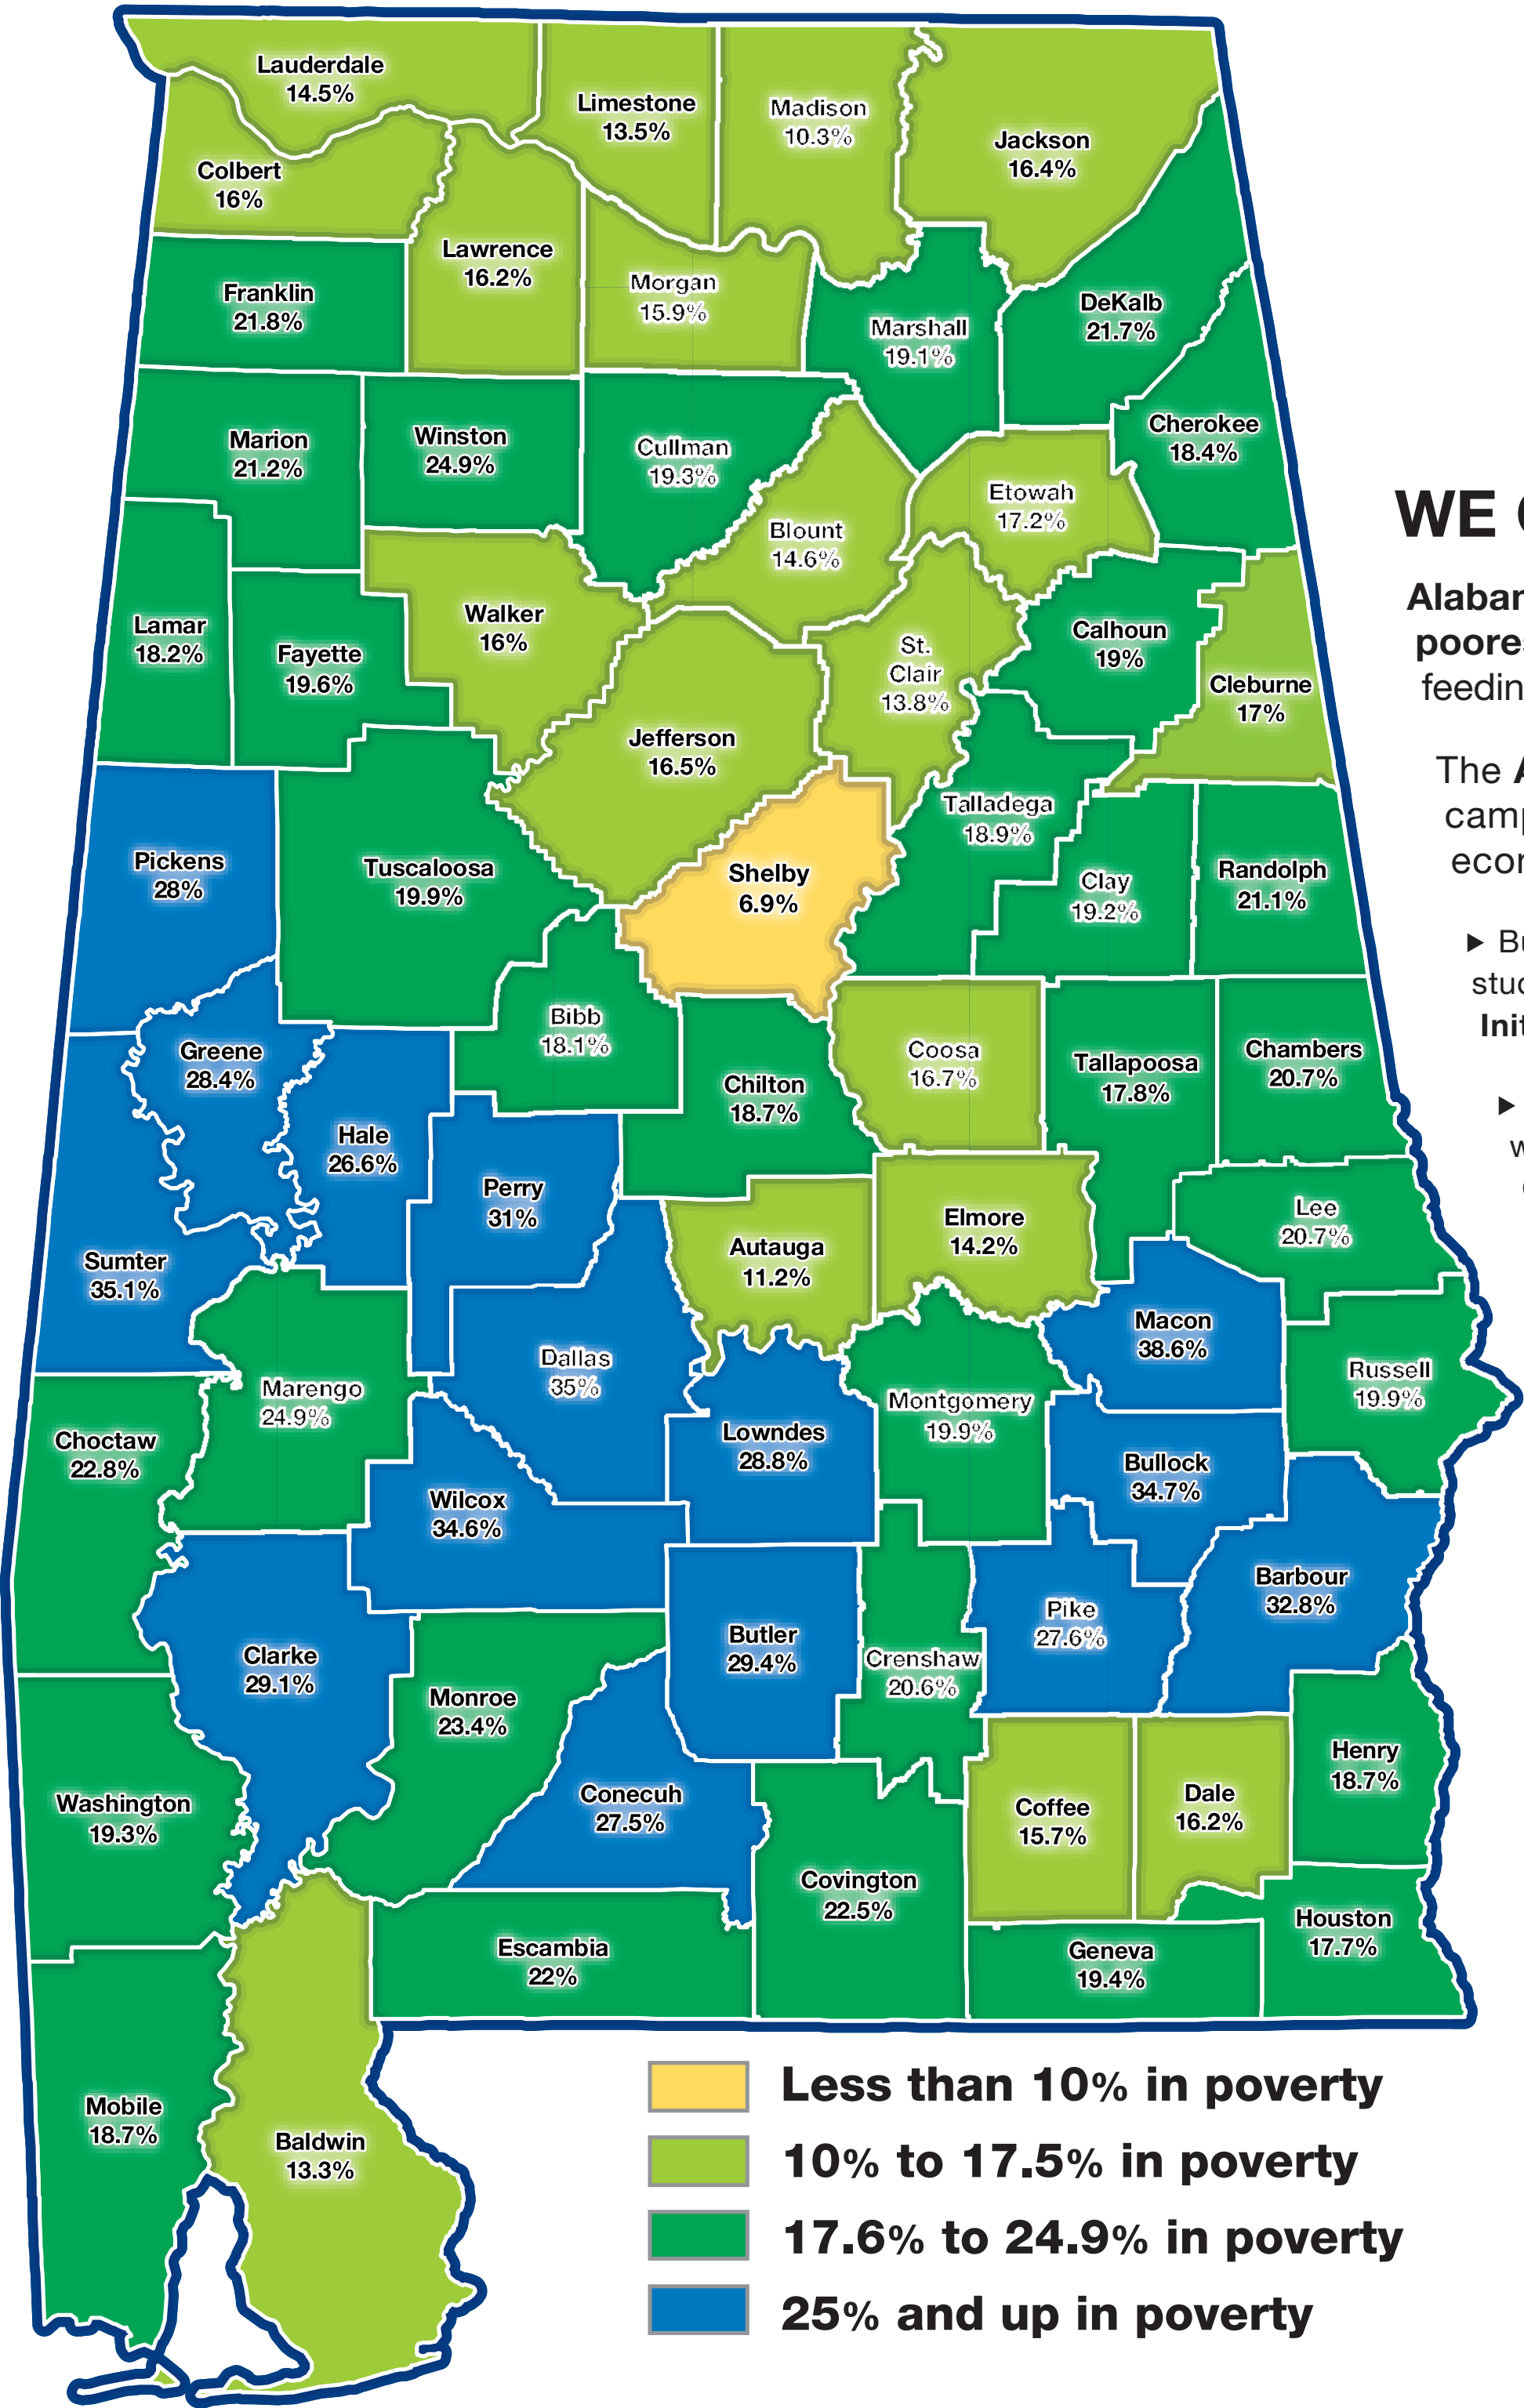 Lauderdale
14.5%
Limestone
13.5%
Madison
10.3%
Jackson
16.4%
Colbert
16%
Lawrence
16.2%
Morgan
15.9%
Franklin
21.8%
Marshall
19.1%
DeKalb
21.7%
Cherokee
18.4%
Marion
21.2%
Winston
24.9%
Cullman
19.3%
Etowah
17.2%
Blount
14.6%
Lamar
18.2%
Fayette
19.6%
Walker
16%
St.
Clair
13.8%
Calhoun
19%
Cleburne
17%
Jefferson
16.5%
Talladega
18.9%
Pickens
28%
Tuscaloosa
19.9%
Shelby
6.9%
Clay
19.2%
Randolph
21.1%
Greene
28.4%
Bibb
18.1%
Chilton
18.7%
Coosa
16.7%
Tallapoosa
17.8%
Chambers
20.7%
Hale
26.6%
Perry
31%
Sumter
35.1%
Autauga
11.2%
Elmore
14.2%
Lee
20.7%
Macon
38.6%
Dallas
35%
Marengo
24.9%
Russell
19.9%
Montgomery
19.9%
Choctaw
22.8%
Lowndes
28.8%
Bullock
34.7%
Wilcox
34.6%
Barbour
32.8%
Pike
27.6%
Clarke
29.1%
Butler
29.4%
Crenshaw
20.6%
Monroe
23.4%
Henry
18.7%
Washington
19.3%
Conecuh
27.5%
Coffee
15.7%
Dale
16.2%
Covington
22.5%
Houston
17.7%
Escambia
22%
Geneva
19.4%
Mobile
18.7%
Baldwin
13.3%
WE
Alabar
poores
feedin
The A
camp
econ
► Bu
stud
Init
►
Less than 10% in poverty
10% to 17.5% in poverty
17.6% to 24.9% in poverty
25% and up in poverty